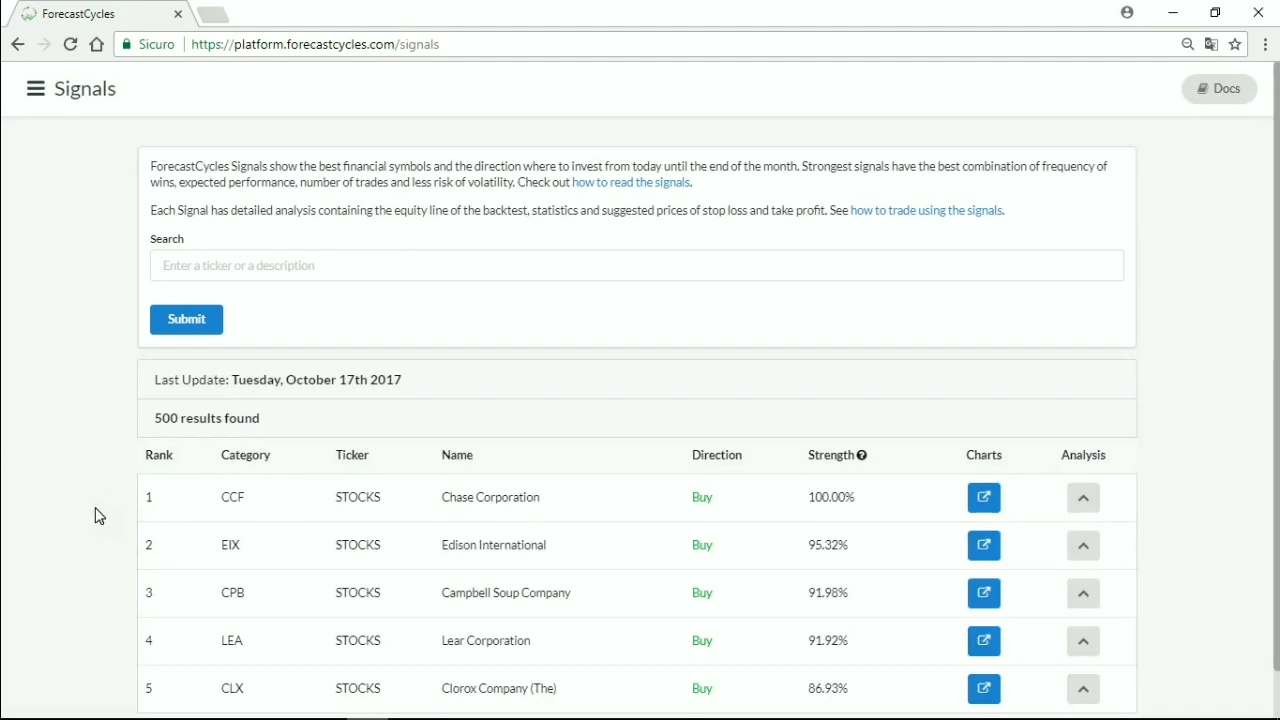 ForecastCycles
Sicuro https://platform.forecastcycles.com/signals
Signals
Docs
ForecastCycles Signals show the best financial symbols and the direction where to invest from today until the end of the month. Strongest signals have the best combination of frequency of
wins, expected performance, number of trades and less risk of volatility. Check out how to read the signals.
Each Signal has detailed analysis containing the equity line of the backtest, statistics and suggested prices of stop loss and take profit. See how to trade using the signals.
Search
Enter a ticker or a description
Submit
Last Update: Tuesday, October 17th 2017
500 results found
Rank Category Ticker Name Direction Strength Charts Analysis
1 CCF STOCKS Chase Corporation Buy 100.00%
2 EIX STOCKS Edison International Buy 95.32%
3 CPB STOCKS Campbell Soup Company Buy 91.98%
4 LEA STOCKS Lear Corporation Buy 91.92%
5 CLX STOCKS Clorox Company (The) Buy 86.93%